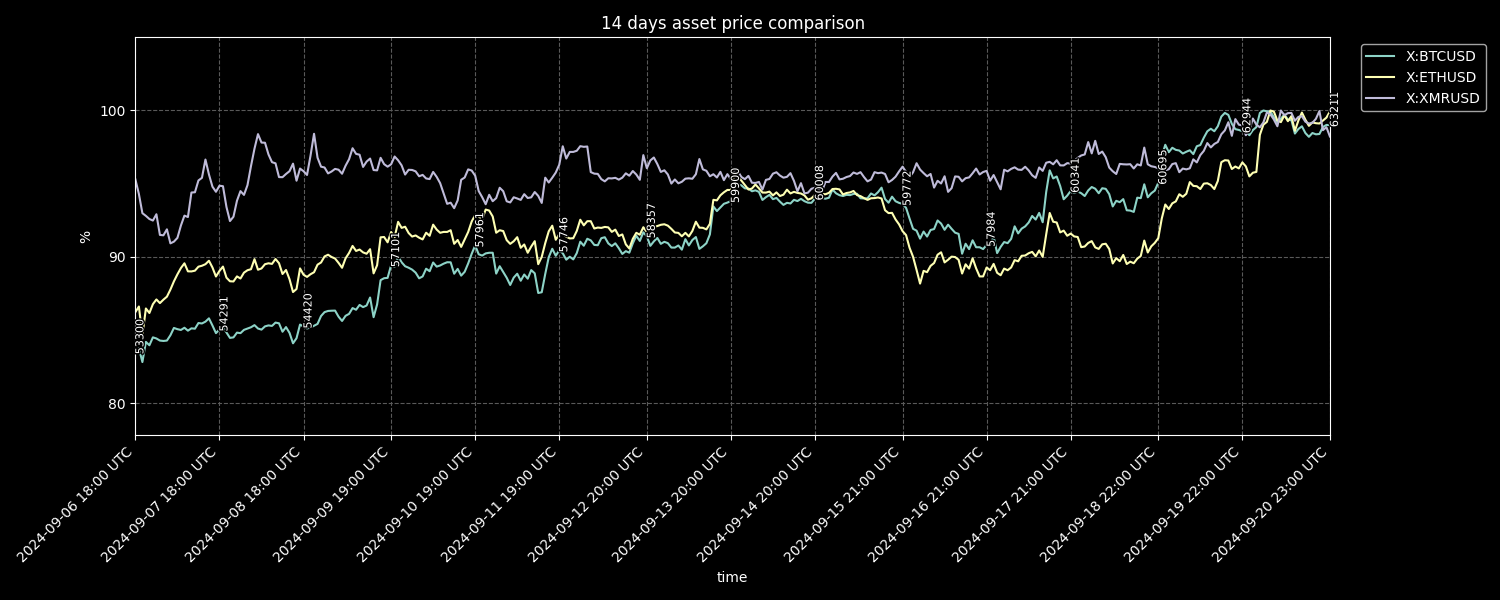 14 days asset price comparison
X:BTCUSD
X:ETHUSD
X:XMRUSD
%
100
90
80
53300
54291
54420
57101
57961
57746
58357
59900
60008
59772
57984
60341
60695
62944
63211
2024-09-06 18:00 UTC
2024-09-07 18:00 UTC
2024-09-08 18:00 UTC
2024-09-09 19:00 UTC
2024-09-10 19:00 UTC
2024-09-11 19:00 UTC
2024-09-12 20:00 UTC
2024-09-13 20:00 UTC
2024-09-14 20:00 UTC
2024-09-15 21:00 UTC
2024-09-16 21:00 UTC
2024-09-17 21:00 UTC
2024-09-18 22:00 UTC
2024-09-19 22:00 UTC
2024-09-20 23:00 UTC
time